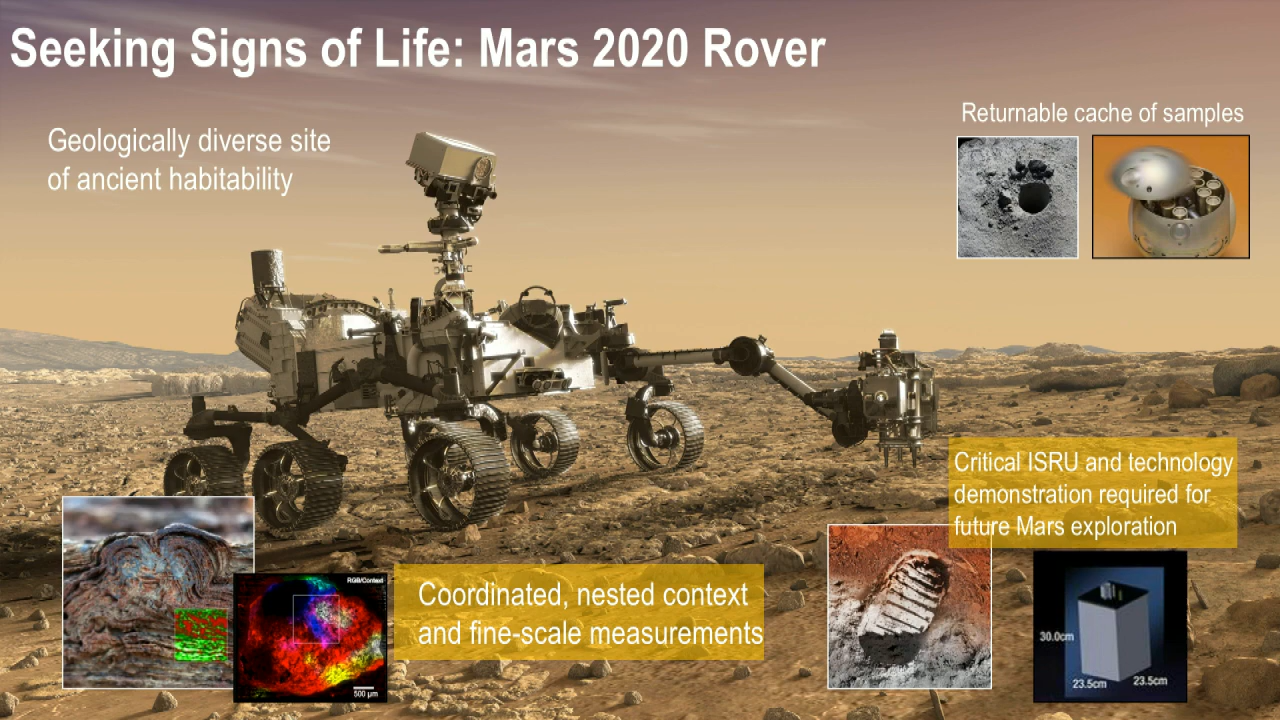 Seeking Signs of Life: Mars 2020 Rover
Geologically diverse site
of ancient habitability
Returnable cache of samples
Critical ISRU and technology
demonstration required for
future Mars exploration
Coordinated, nested context
and fine-scale measurements
RGB/Context
500 µm
30.0cm
23.5cm
23.5cm